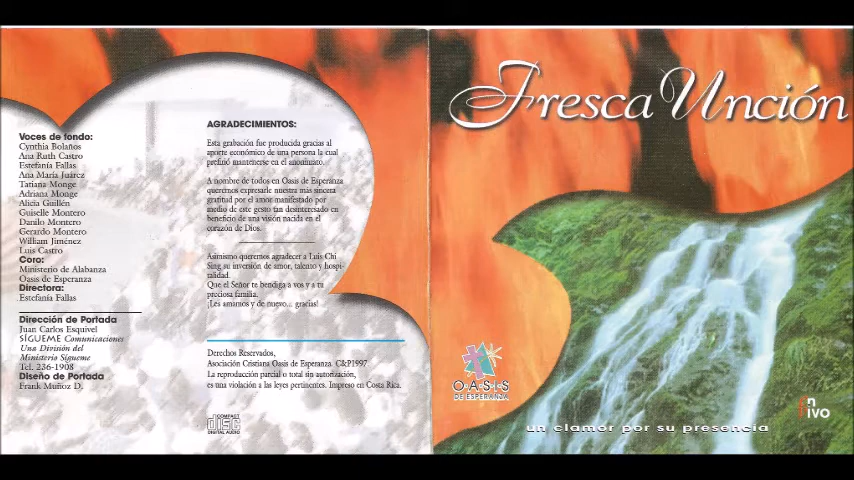 Voces de fondo:
Cynthia Bolaños
Ana Ruth Castro
Estefanía Fallas
Ana María Juárez
Tatiana Monge
Adriana Monge
Alicia Guillén
Guiselle Montero
Danilo Montero
Gerardo Montero
William Jiménez
Luis Castro
Coro:
Ministerio de Alabanza
Oasis de Esperanza
Directora:
Estefanía Fallas
Dirección de Portada
Juan Carlos Esquivel
SÍGUEME Comunicaciones
Una División del
Ministerio Sígueme
Tel. 236-1908
Diseño de Portada
Frank Muñoz D.
AGRADECIMIENTOS:
Esta grabación fue producida gracias al
aporte económico de una persona la cual
prefirió mantenerse en el anonimato.
A nombre de todos en Oasis de Esperanza
queremos expresarle nuestra más sincera
gratitud por el amor manifestado por
medio de este gesto tan desinteresado en
beneficio de una visión nacida en el
corazón de Dios.
Asimismo queremos agradecer a Luis Chi
Sing su inversión de amor, talento y hospi-
talidad.
Que el Señor te bendiga a vos y a tu
preciosa familia.
¡Les amamos y de nuevo... gracias!
Derechos Reservados,
Asociación Cristiana Oasis de Esperanza. C&P1997
La reproducción parcial o total sin autorización,
es una violación a las leyes pertinentes. Impreso en Costa Rica.
COMPACT
disc
DIGITAL AUDIO
Fresca Unción
O·A·S·I·S
DE ESPERANZA
un clamor por su presencia
En
vivo